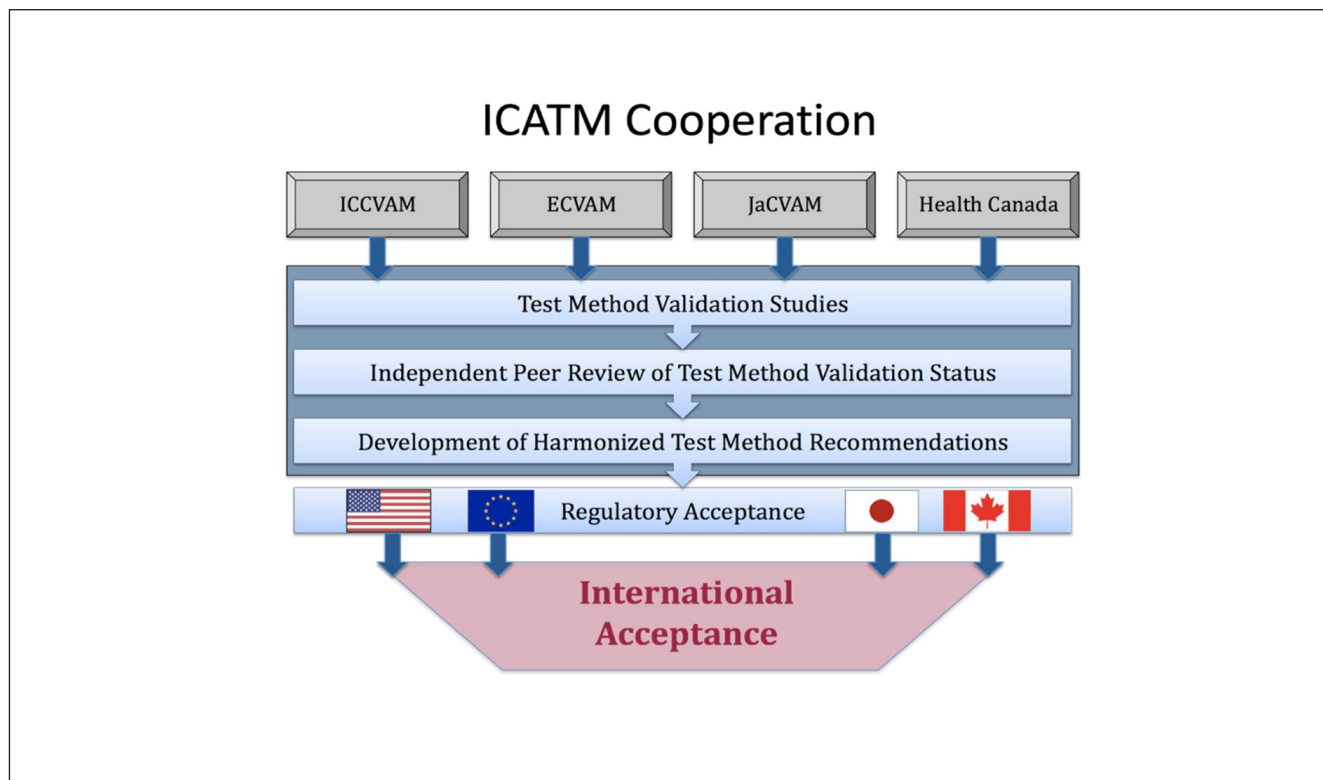 ICATM Cooperation
ICCVAM
ECVAM
JaCVAM
Health Canada
Test Method Validation Studies
Independent Peer Review of Test Method Validation Status
Development of Harmonized Test Method Recommendations
Regulatory Acceptance
International
Acceptance